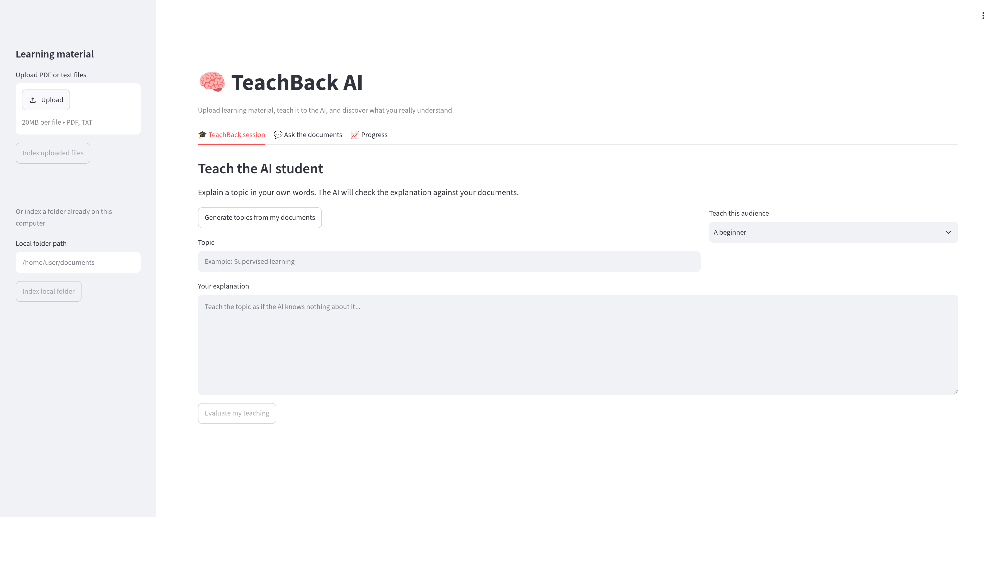 Learning material
Upload PDF or text files
Upload
20MB per file • PDF, TXT
Index uploaded files
Or index a folder already on this
computer
Local folder path
/home/user/documents
Index local folder
🧠 TeachBack AI
Upload learning material, teach it to the AI, and discover what you really understand.
🎓 TeachBack session 💬 Ask the documents 📈 Progress
Teach the AI student
Explain a topic in your own words. The AI will check the explanation against your documents.
Generate topics from my documents
Teach this audience
A beginner
Topic
Example: Supervised learning
Your explanation
Teach the topic as if the AI knows nothing about it...
Evaluate my teaching